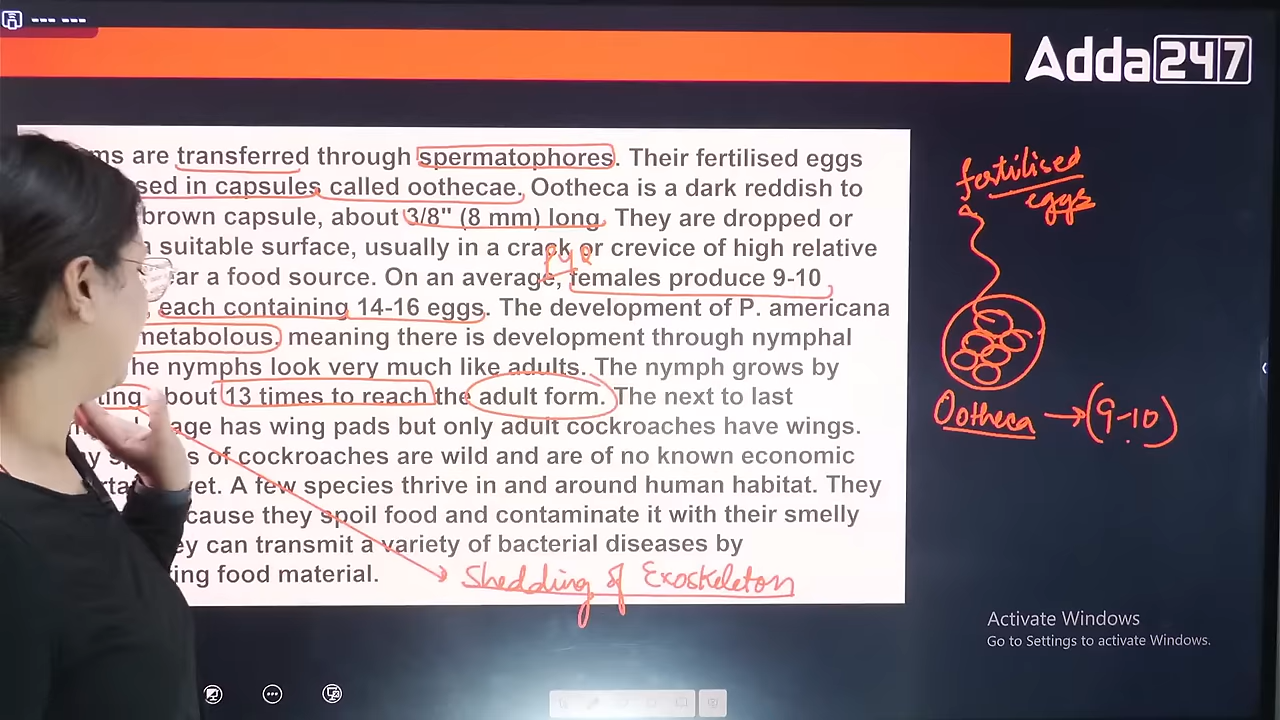 Adda247
ms are transferred through spermatophores. Their fertilised eggs
sed in capsules called oothecae. Ootheca is a dark reddish to
brown capsule, about 3/8" (8 mm) long. They are dropped or
suitable surface, usually in a crack or crevice of high relative
ar a food source. On an average, females produce 9-10
each containing 14-16 eggs. The development of P. americana
metabolous. meaning there is development through nymphal
he nymphs look very much like adults. The nymph grows by
ting bout 13 times to reach the adult form. The next to last
age has wing pads but only adult cockroaches have wings.
s of cockroaches are wild and are of no known economic
yet. A few species thrive in and around human habitat. They
cause they spoil food and contaminate it with their smelly
ey can transmit a variety of bacterial diseases by
ring food material.
Shedding of Exoskeleton
fertilised
eggs
Ootheca → (9-10)
Activate Windows
Go to Settings to activate Windows.